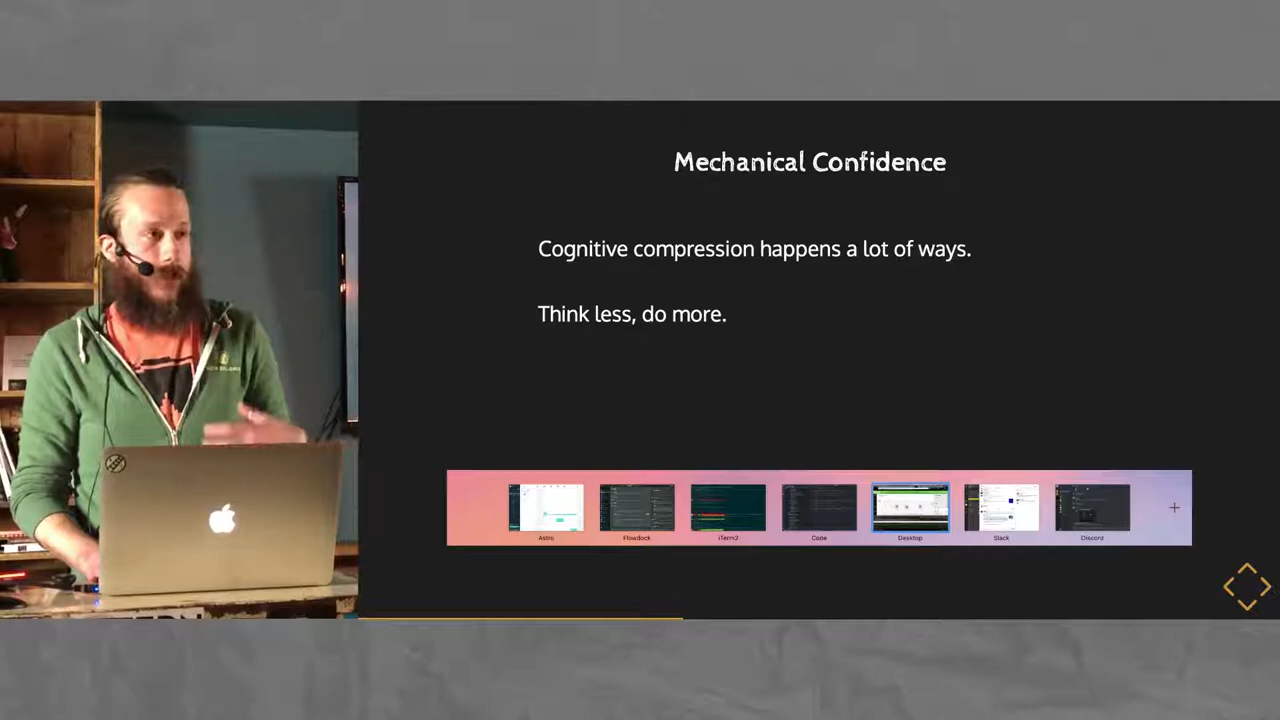 Mechanical Confidence
Cognitive compression happens a lot of ways.
Think less, do more.
Astro
Flowdock
iTerm2
Code
Desktop
Slack
Discord